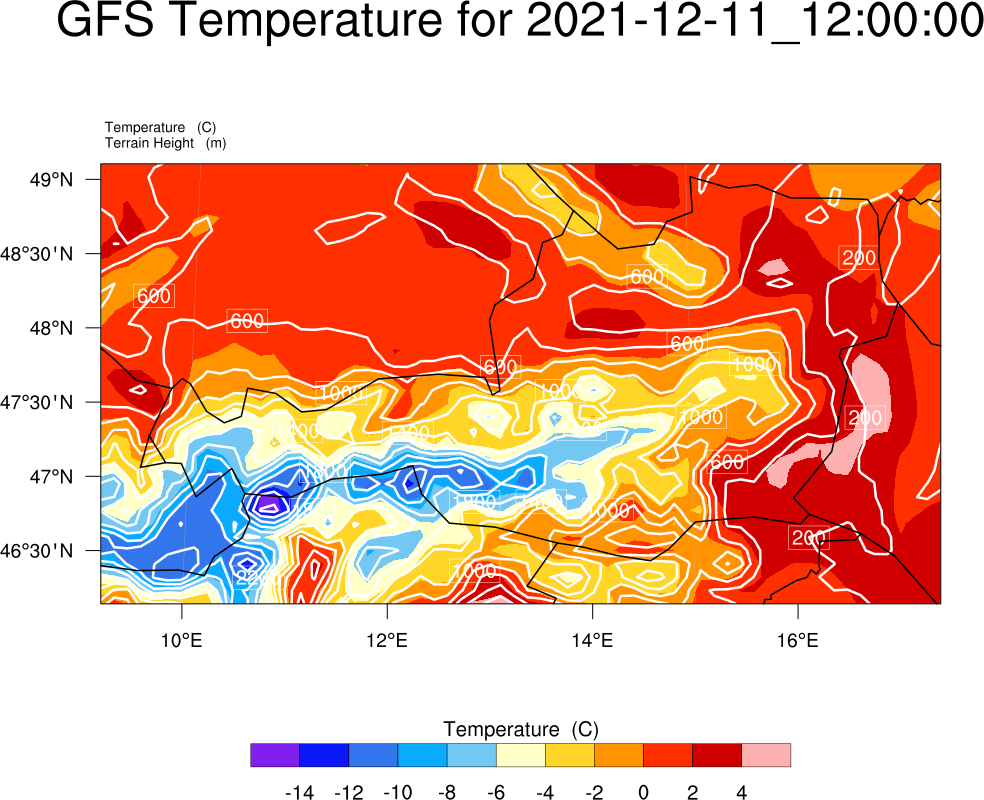 GFS Temperature for 2021-12-11_12:00:00
Temperature (C)
Terrain Height (m)
49°N
48°30'N
48°N
47°30'N
47°N
46°30'N
200
600
600
600
600
600
1000
1000
1000
1000
200
600
1000
200
1000
2200
10°E
12°E
14°E
16°E
Temperature (C)
-14 -12 -10 -8 -6 -4 -2 0 2 4